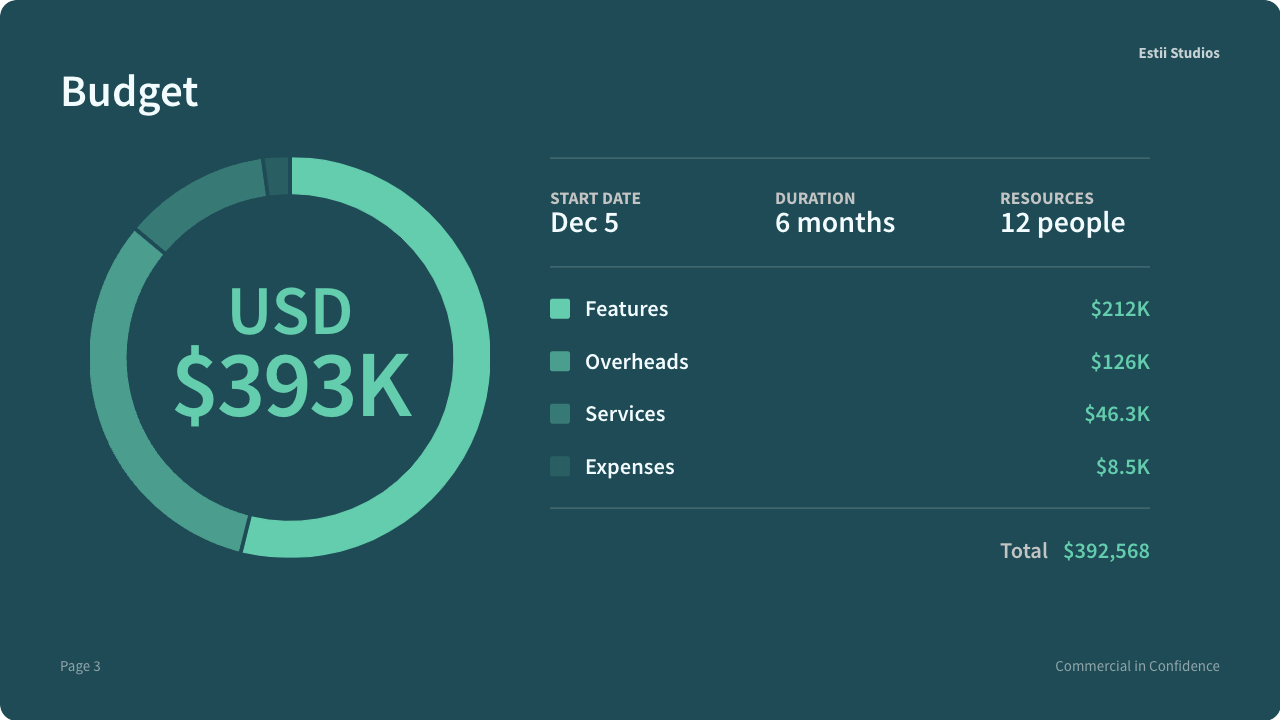 Estii Studios
Budget
USD
$393K
START DATE
Dec 5
DURATION
6 months
RESOURCES
12 people
Features $212K
Overheads $126K
Services $46.3K
Expenses $8.5K
Total $392,568
Page 3
Commercial in Confidence